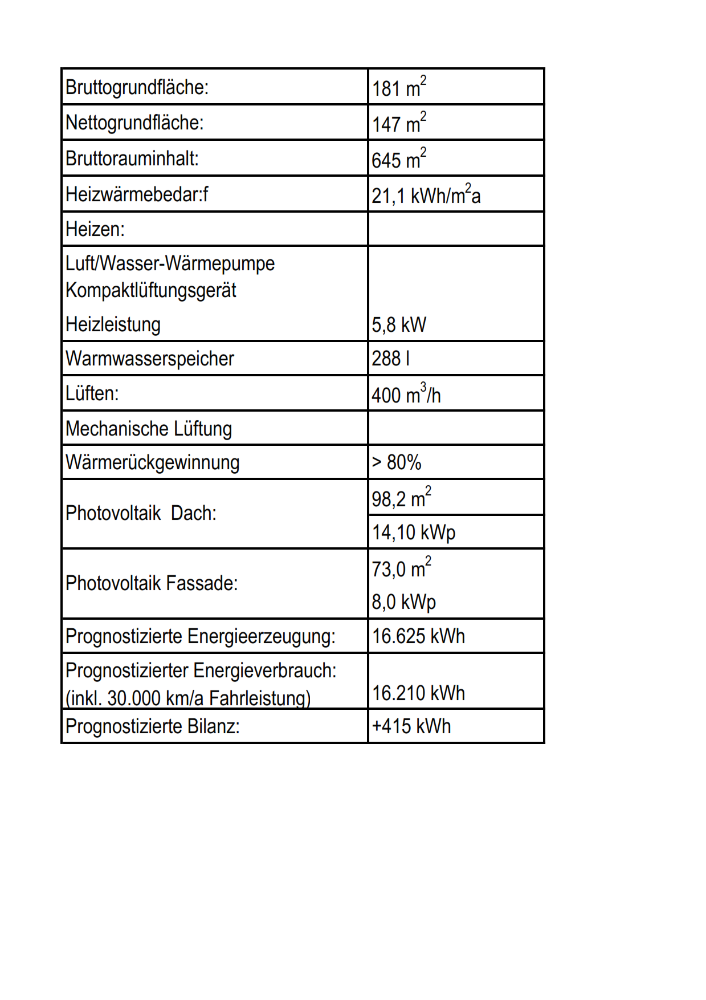 Bruttogrundfläche: 181 m²
Nettogrundfläche: 147 m²
Bruttorauminhalt: 645 m²
Heizwärmebedar:f 21,1 kWh/m²a
Heizen:
Luft/Wasser-Wärmepumpe
Kompaktlüftungsgerät
Heizleistung 5,8 kW
Warmwasserspeicher 288 l
Lüften: 400 m³/h
Mechanische Lüftung
Wärmerückgewinnung > 80%
Photovoltaik  Dach:
98,2 m²
14,10 kWp
Photovoltaik Fassade:
73,0 m²
8,0 kWp
Prognostizierte Energieerzeugung: 16.625 kWh
Prognostizierter Energieverbrauch:
(inkl. 30.000 km/a Fahrleistung) 16.210 kWh
Prognostizierte Bilanz: +415 kWh